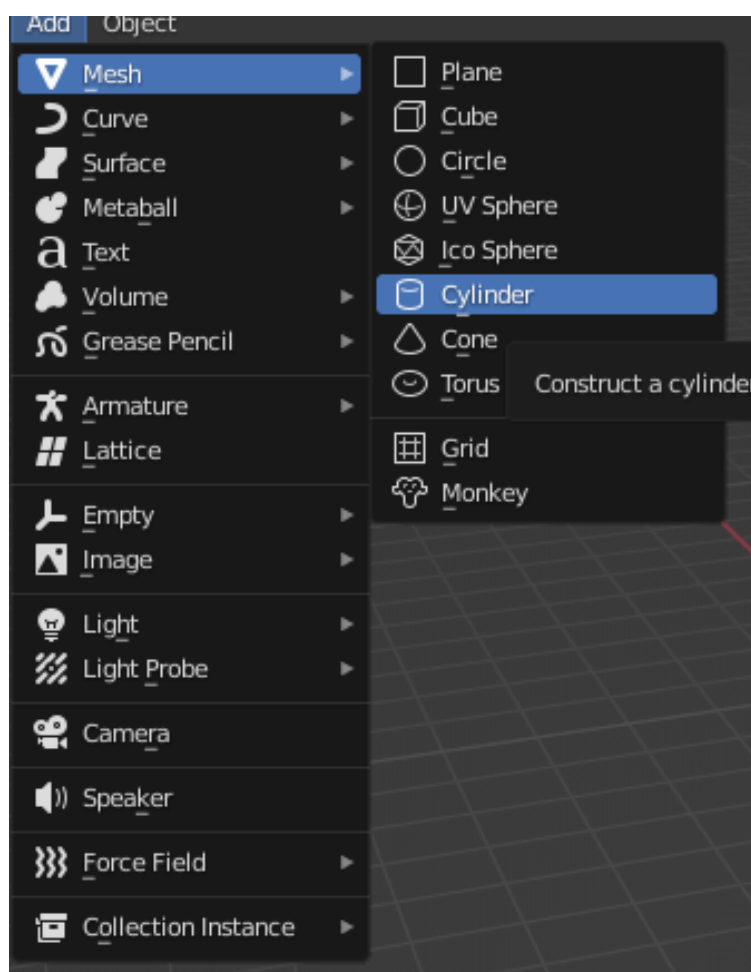 Add Object
Mesh
Curve
Surface
Metaball
Text
Volume
Grease Pencil
Armature
Lattice
Empty
Image
Light
Light Probe
Camera
Speaker
Force Field
Collection Instance
Plane
Cube
Circle
UV Sphere
Ico Sphere
Cylinder
Cone
Torus
Construct a cylinder
Grid
Monkey